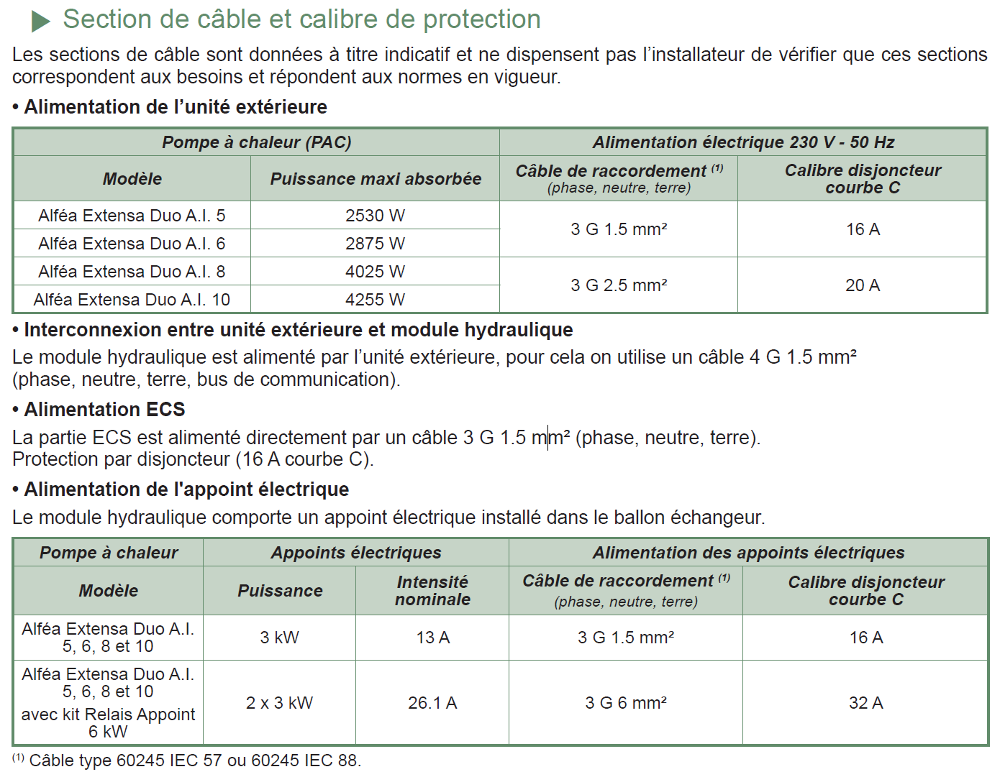 Section de câble et calibre de protection
Les sections de câble sont données à titre indicatif et ne dispensent pas l’installateur de vérifier que ces sections
correspondent aux besoins et répondent aux normes en vigueur.
• Alimentation de l’unité extérieure
Pompe à chaleur (PAC) Alimentation électrique 230 V - 50 Hz
Modèle Puissance maxi absorbée Câble de raccordement (1) (phase, neutre, terre) Calibre disjoncteur courbe C
Alféa Extensa Duo A.I. 5 2530 W 3 G 1.5 mm² 16 A
Alféa Extensa Duo A.I. 6 2875 W
Alféa Extensa Duo A.I. 8 4025 W 3 G 2.5 mm² 20 A
Alféa Extensa Duo A.I. 10 4255 W
• Interconnexion entre unité extérieure et module hydraulique
Le module hydraulique est alimenté par l’unité extérieure, pour cela on utilise un câble 4 G 1.5 mm²
(phase, neutre, terre, bus de communication).
• Alimentation ECS
La partie ECS est alimenté directement par un câble 3 G 1.5 mm² (phase, neutre, terre).
Protection par disjoncteur (16 A courbe C).
• Alimentation de l'appoint électrique
Le module hydraulique comporte un appoint électrique installé dans le ballon échangeur.
Pompe à chaleur Appoints électriques Alimentation des appoints électriques
Modèle Puissance Intensité nominale Câble de raccordement (1) (phase, neutre, terre) Calibre disjoncteur courbe C
Alféa Extensa Duo A.I.
5, 6, 8 et 10 3 kW 13 A 3 G 1.5 mm² 16 A
Alféa Extensa Duo A.I.
5, 6, 8 et 10
avec kit Relais Appoint
6 kW 2 x 3 kW 26.1 A 3 G 6 mm² 32 A
(1) Câble type 60245 IEC 57 ou 60245 IEC 88.